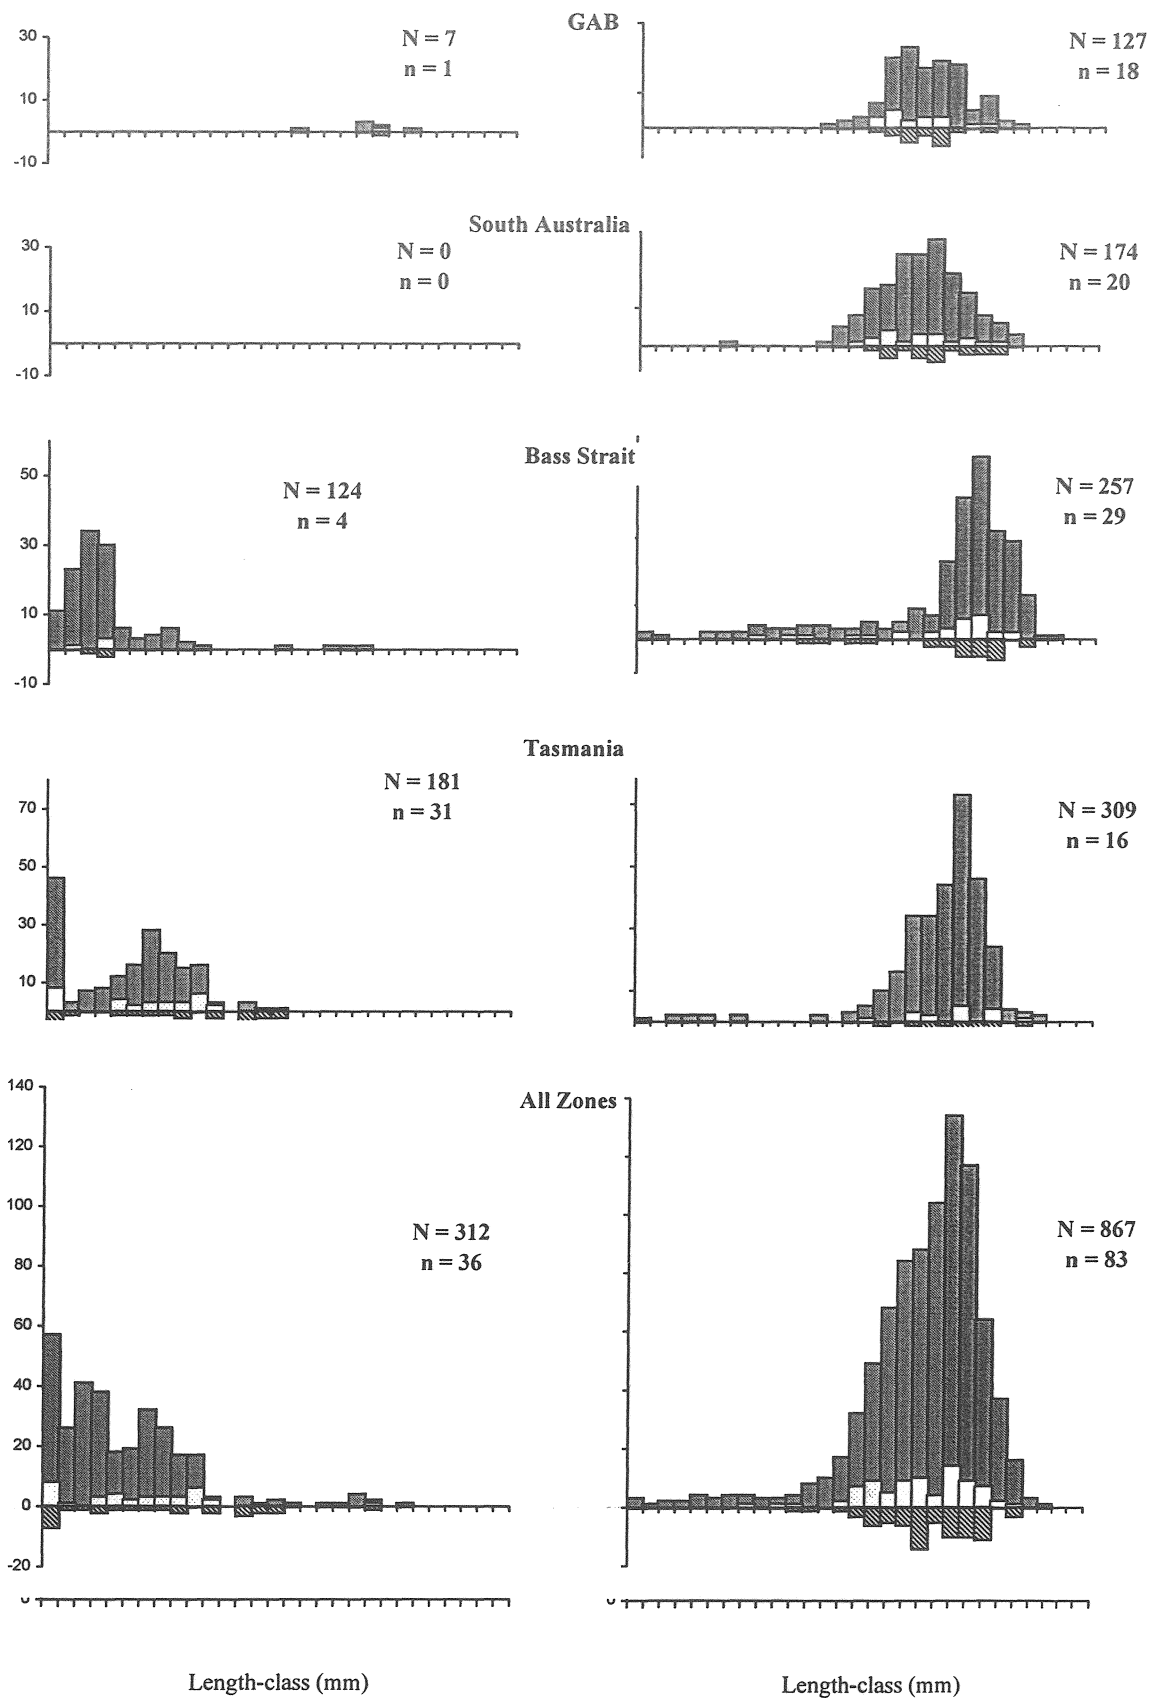 GAB
30
10
-10
N = 7
n = 1
N = 127
n = 18
South Australia
30
10
-10
N = 0
n = 0
N = 174
n = 20
Bass Strait
50
30
10
-10
N = 124
n = 4
N = 257
n = 29
Tasmania
70
50
30
10
N = 181
n = 31
N = 309
n = 16
All Zones
140
120
100
80
60
40
20
0
-20
N = 312
n = 36
N = 867
n = 83
Length-class (mm)
Length-class (mm)